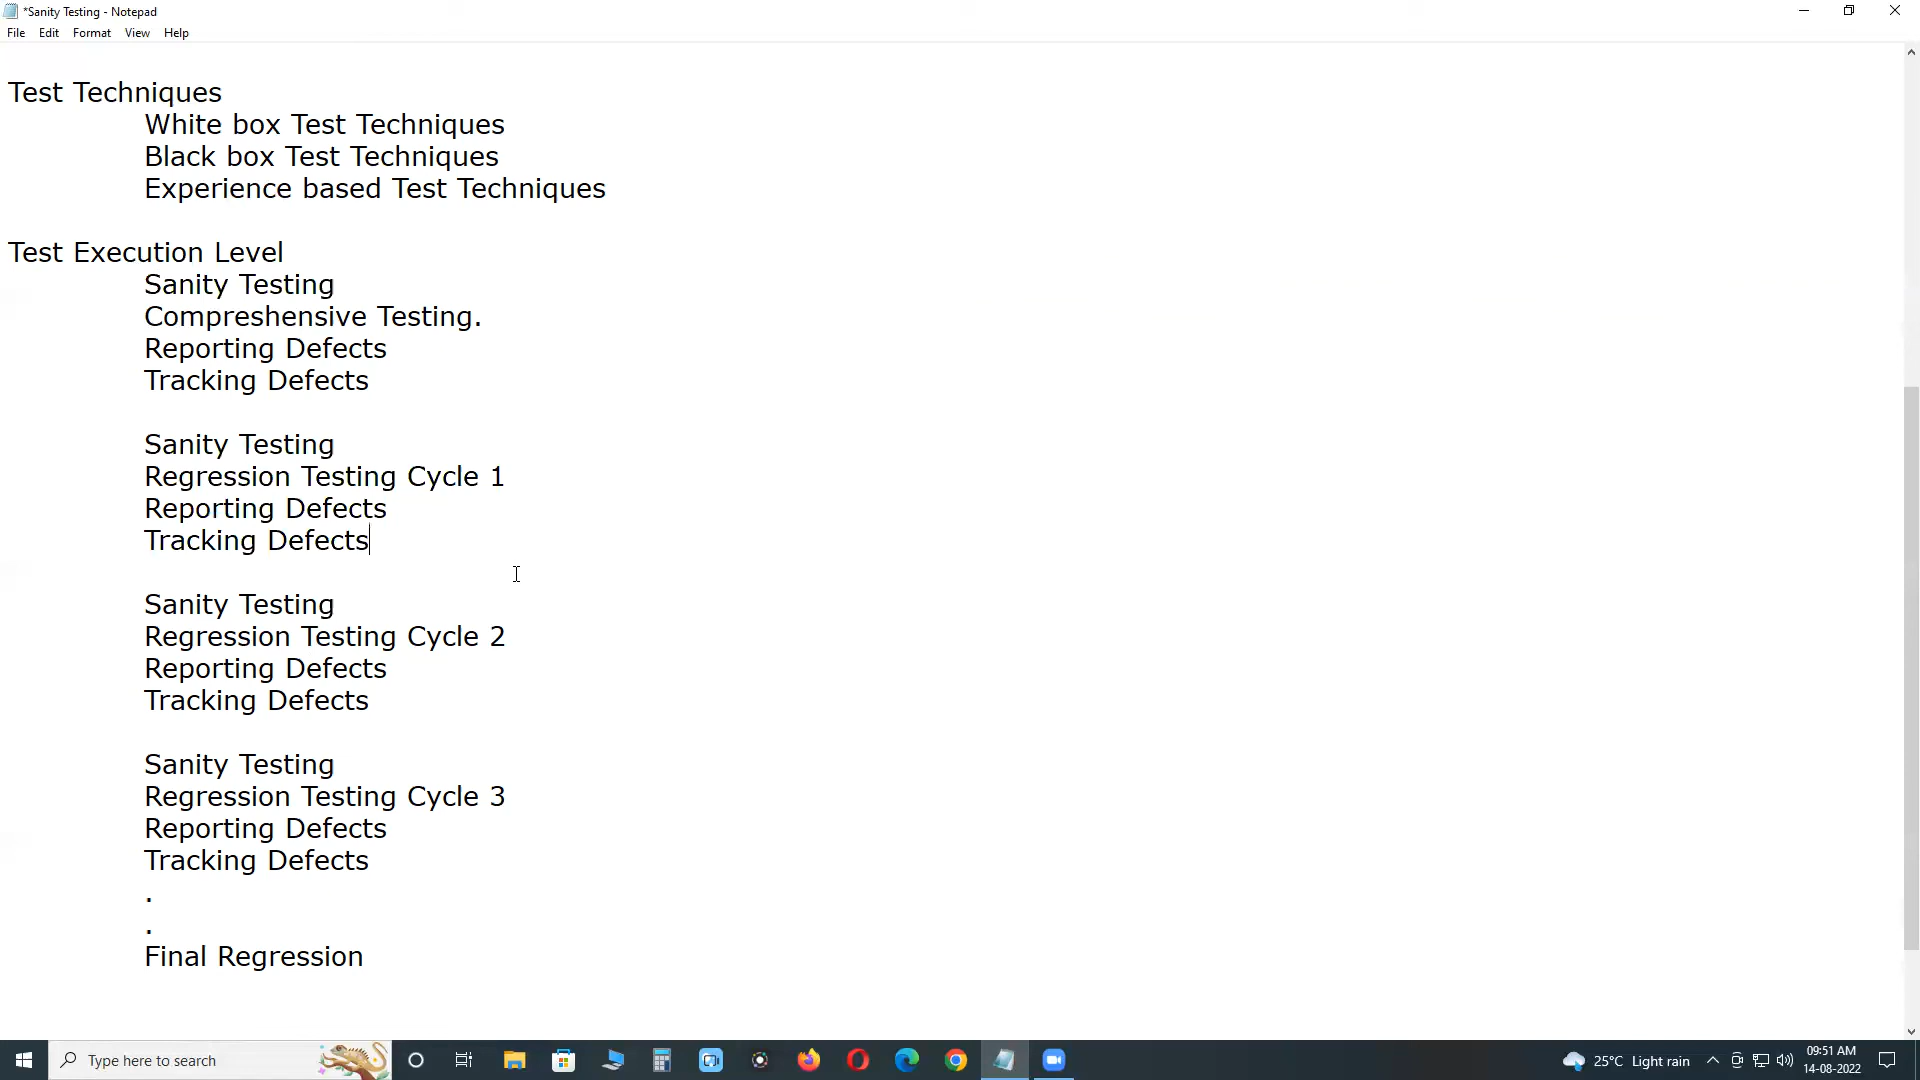 *Sanity Testing - Notepad
File Edit Format View Help
Test Techniques
White box Test Techniques
Black box Test Techniques
Experience based Test Techniques
Test Execution Level
Sanity Testing
Compreshensive Testing.
Reporting Defects
Tracking Defects
Sanity Testing
Regression Testing Cycle 1
Reporting Defects
Tracking Defects
Sanity Testing
Regression Testing Cycle 2
Reporting Defects
Tracking Defects
Sanity Testing
Regression Testing Cycle 3
Reporting Defects
Tracking Defects
.
.
Final Regression
Type here to search
25°C Light rain
09:51 AM
14-08-2022